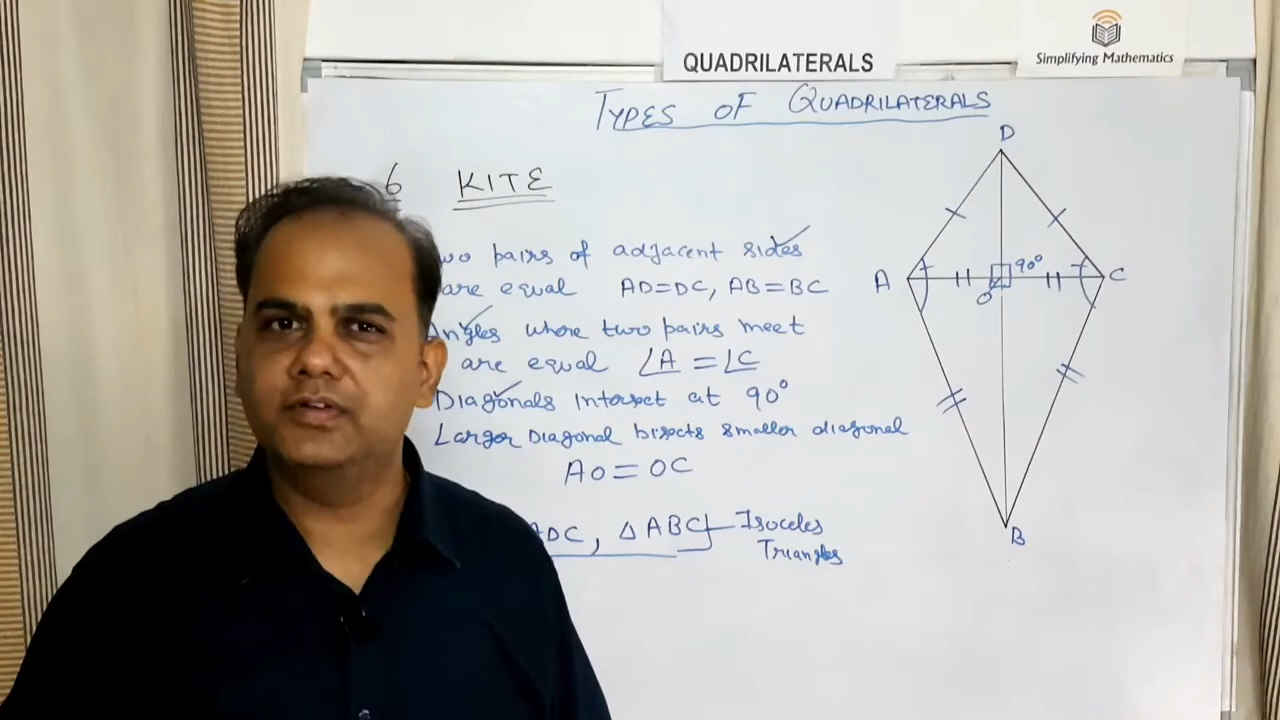 QUADRILATERALS
Simplifying Mathematics
TYPES OF QUADRILATERALS
6 KITE
pairs of adjacent sides
are equal AD=DC, AB=BC
Angles where two pairs meet
are equal ∠A = ∠C
Diagonals intersect at 90°
Larger Diagonal bisects smaller diagonal
AO = OC
ADC, △ABC Isoceles
Triangles
D
A
90°
C
O
B